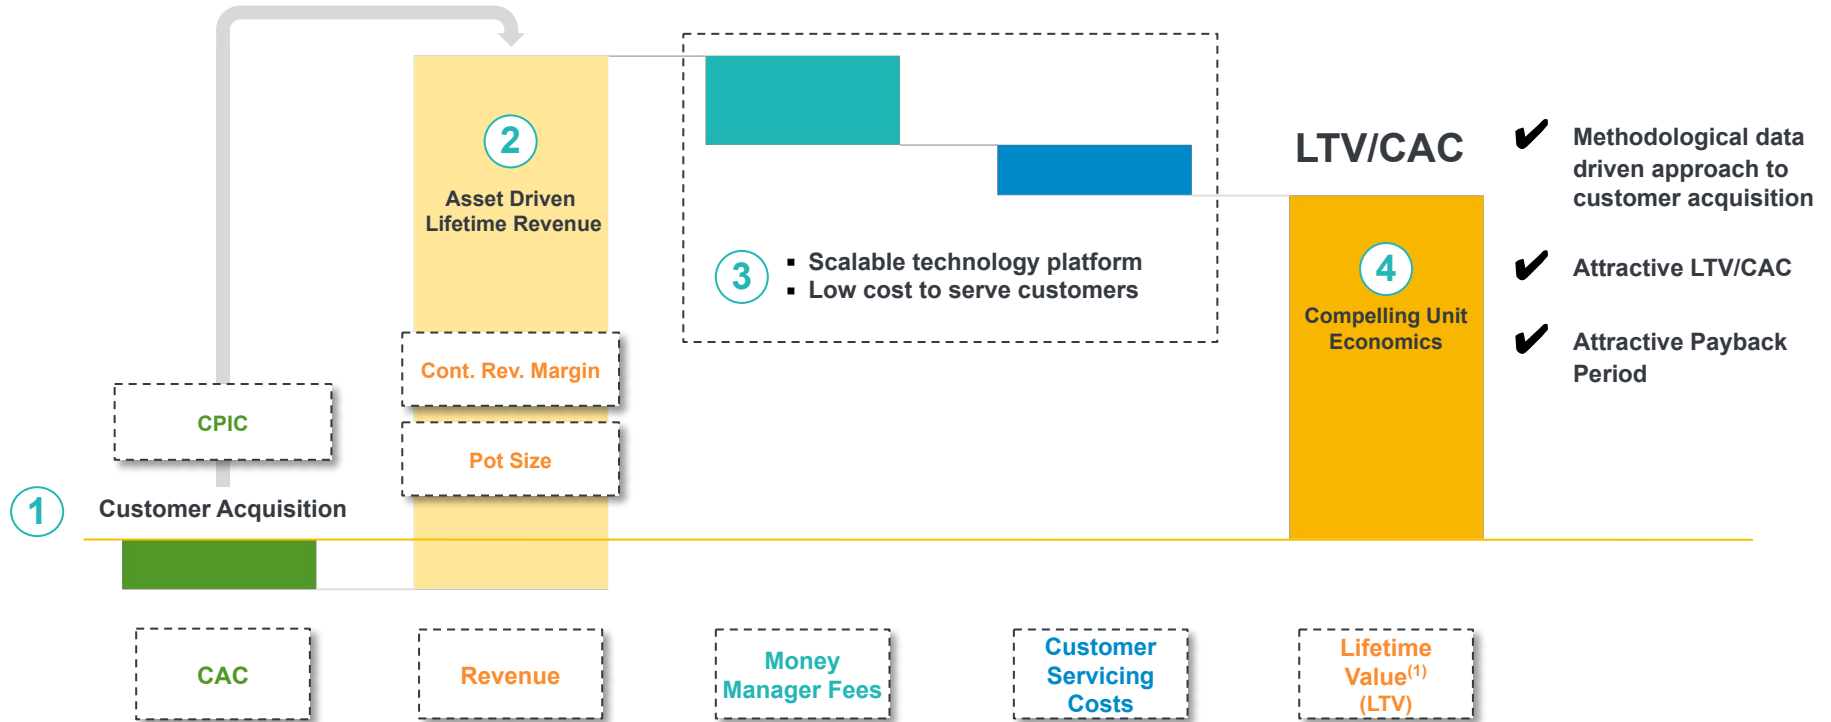 1
Customer Acquisition
CPIC
2
Asset Driven
Lifetime Revenue
Cont. Rev. Margin
Pot Size
3
▪ Scalable technology platform
▪ Low cost to serve customers
LTV/CAC
4
Compelling Unit
Economics
✔ Methodological data
driven approach to
customer acquisition
✔ Attractive LTV/CAC
✔ Attractive Payback
Period
CAC
Revenue
Money
Manager Fees
Customer
Servicing
Costs
Lifetime
Value(1)
(LTV)